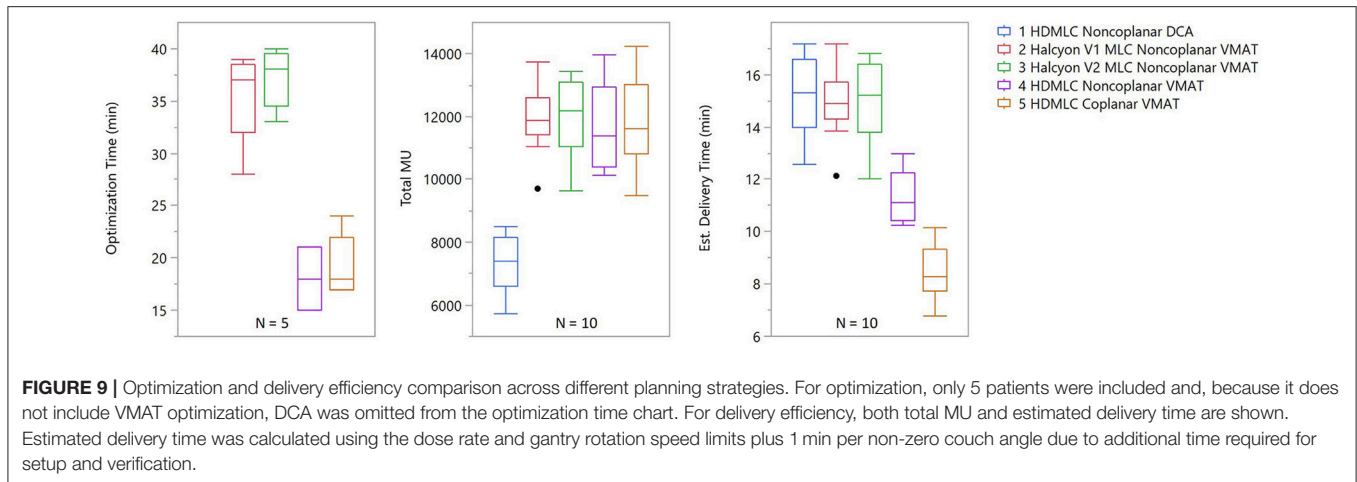 40
35
30
25
20
15
Optimization Time (min)
N = 5
14000
12000
10000
8000
6000
Total MU
N = 10
16
14
12
10
8
6
Est. Delivery Time (min)
N = 10
1 HDMLC Noncoplanar DCA
2 Halcyon V1 MLC Noncoplanar VMAT
3 Halcyon V2 MLC Noncoplanar VMAT
4 HDMLC Noncoplanar VMAT
5 HDMLC Coplanar VMAT
FIGURE 9 | Optimization and delivery efficiency comparison across different planning strategies. For optimization, only 5 patients were included and, because it does
not include VMAT optimization, DCA was omitted from the optimization time chart. For delivery efficiency, both total MU and estimated delivery time are shown.
Estimated delivery time was calculated using the dose rate and gantry rotation speed limits plus 1 min per non-zero couch angle due to additional time required for
setup and verification.